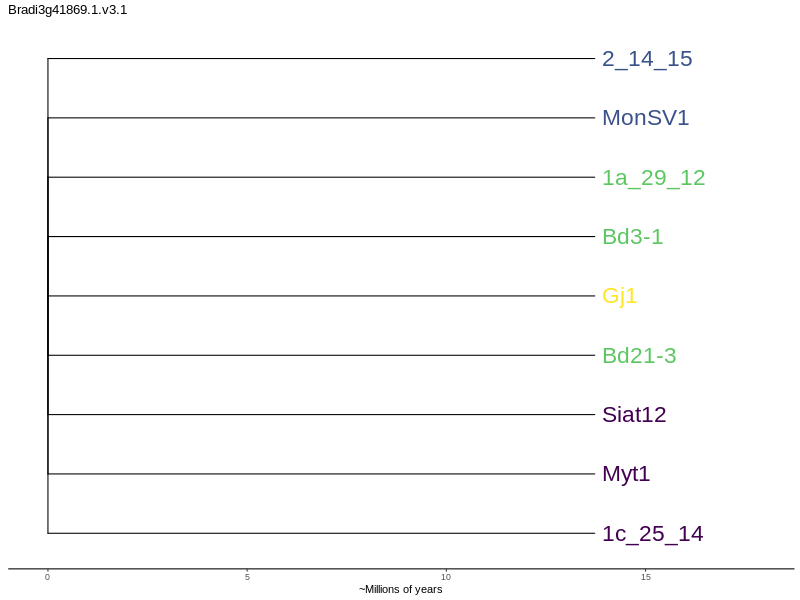 Bradi3g41869.1.v3.1
2_14_15
MonSV1
1a_29_12
Bd3-1
Gj1
Bd21-3
Siat12
Myt1
1c_25_14
0 5 10 15
~Millions of years